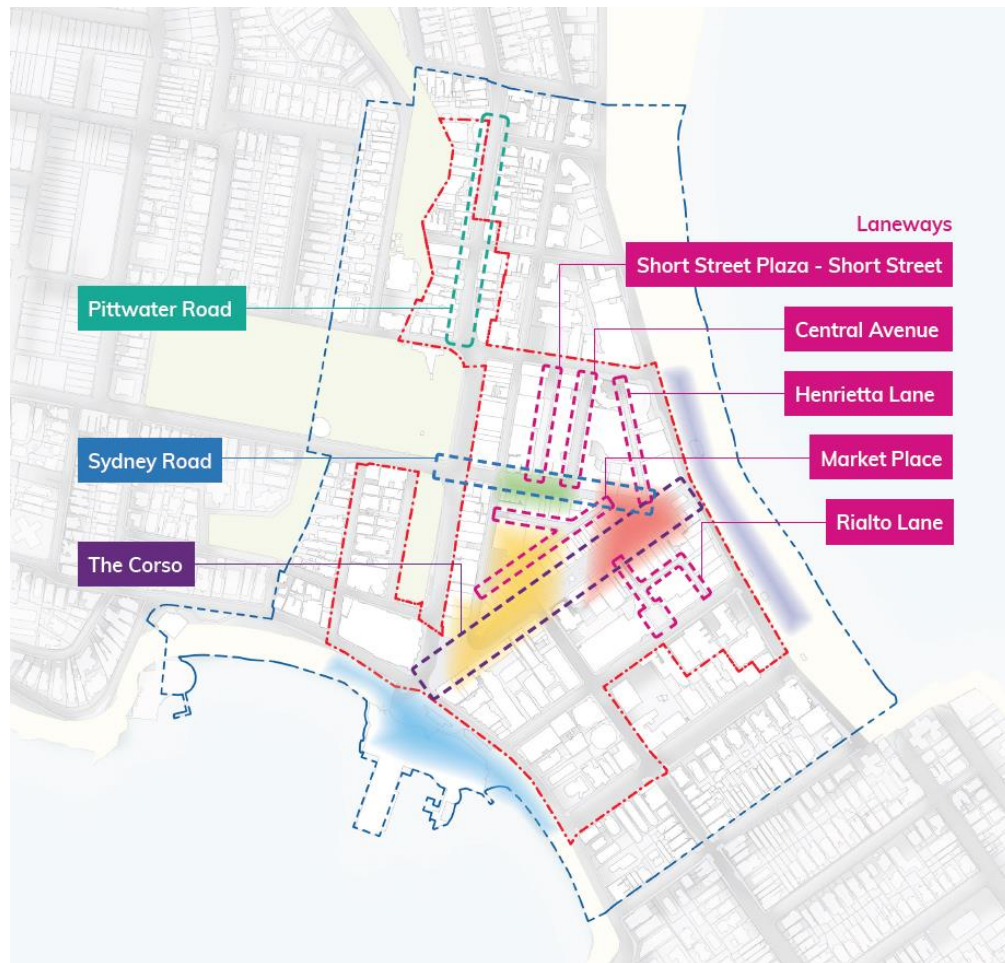 Laneways
Short Street Plaza - Short Street
Pittwater Road
Central Avenue
Henrietta Lane
Sydney Road
Market Place
Rialto Lane
The Corso